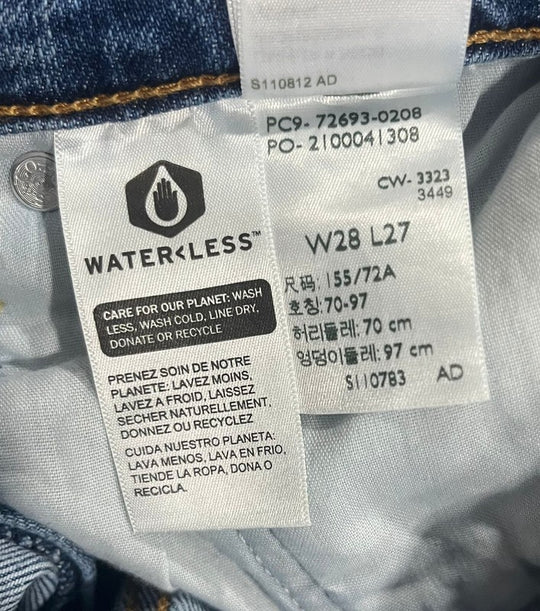 S110812 AD
PC9- 72693-0208
PO- 2100041308
CW- 3323
3449
W28 L27
尺码: 155/72A
호칭: 70-97
허리둘레: 70 cm
엉덩이둘레: 97 cm
S110783 AD
WATER<LESS™
CARE FOR OUR PLANET: WASH
LESS, WASH COLD, LINE DRY,
DONATE OR RECYCLE
PRENEZ SOIN DE NOTRE
PLANETE: LAVEZ MOINS,
LAVEZ A FROID, LAISSEZ
SECHER NATURELLEMENT,
DONNEZ OU RECYCLEZ
CUIDA NUESTRO PLANETA:
LAVA MENOS, LAVA EN FRIO,
TIENDE LA ROPA, DONA O
RECICLA.